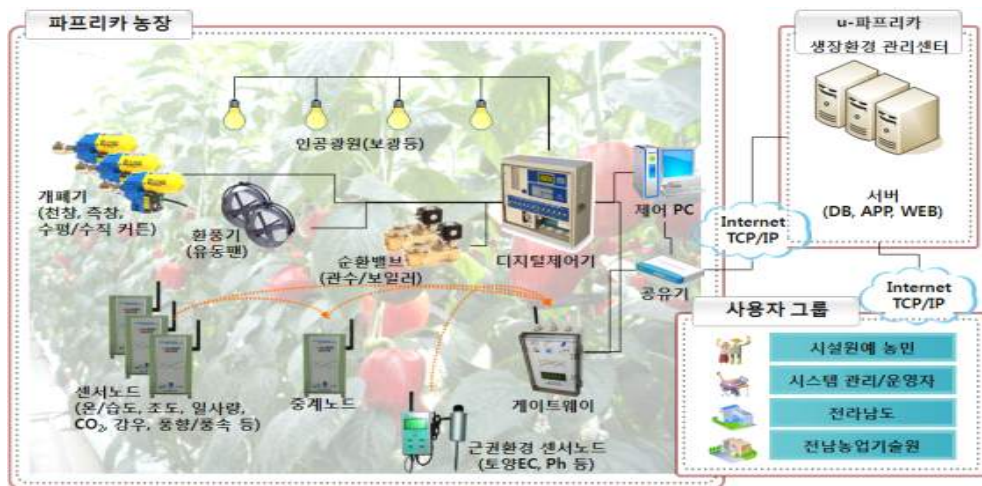 파프리카 농장
인공광원(보광등)
개폐기
(천창, 측창,
수평/수직 커튼)
환풍기
(유동팬)
순환밸브
(관수/보일러)
디지털제어기
제어 PC
공유기
센서노드
(온/습도, 조도, 일사량,
CO₂, 강우, 풍향/풍속 등)
중계노드
게이트웨이
근권환경 센서노드
(토양EC, Ph 등)
u-파프리카
생장환경 관리센터
서버
(DB, APP, WEB)
Internet
TCP/IP
Internet
TCP/IP
사용자 그룹
시설원예 농민
시스템 관리/운영자
전라남도
전남농업기술원